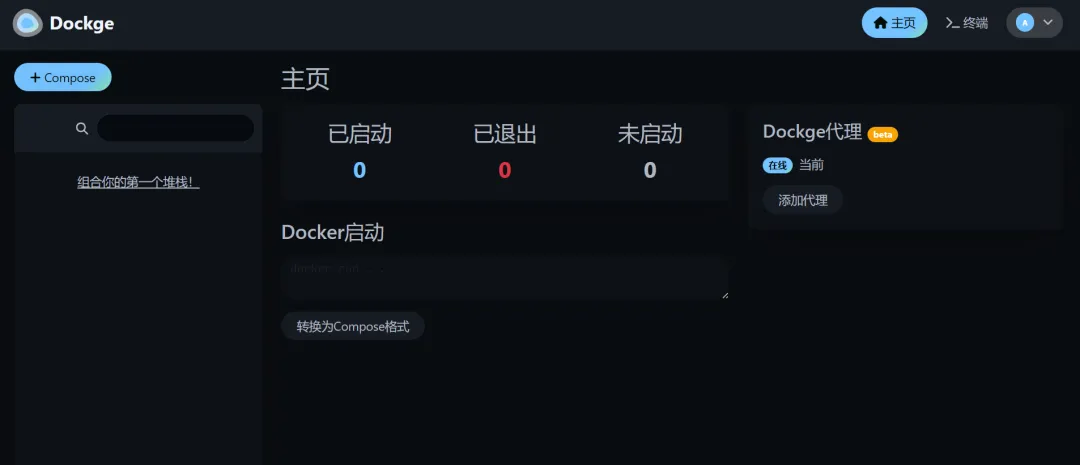 Dockge
主页
终端
A
+ Compose
主页
组合你的第一个堆栈！
已启动
已退出
未启动
0
0
0
Dockge代理 beta
在线 当前
添加代理
Docker启动
docker run ...
转换为Compose格式